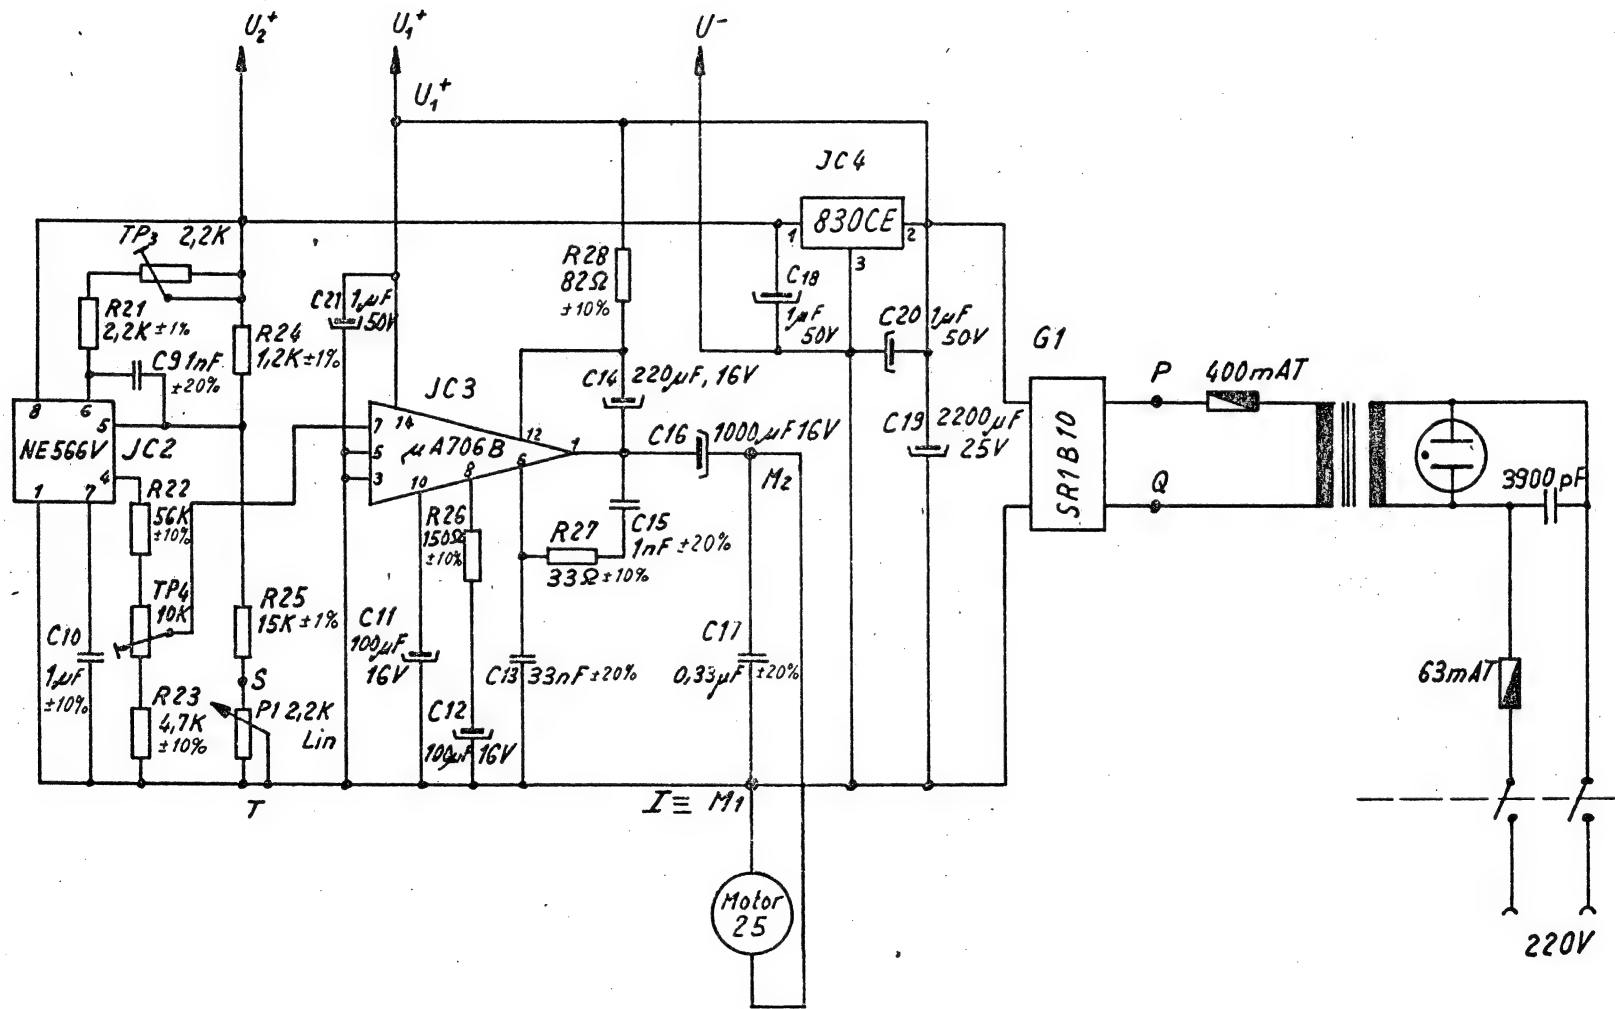 U2+
U1+
U-
U1+
JC4
830CE
1
2
3
TP3 2,2K
R21
2,2K ±1%
C9 1nF
±20%
R24
1,2K ±1%
C21 1µF
50V
R28
82Ω
±10%
C18
1µF
50V
C20 1µF
50V
G1
SR1B10
P
400mAT
Q
3900 pF
63mAT
220V
8
6
5
NE566V
JC2
4
1
7
JC3
7
14
µA706B
5
3
10
8
6
12
1
C14 220µF, 16V
C16 1000µF 16V
M2
C19 2200µF
25V
R22
56K
±10%
TP4
10K
R23
4,7K
±10%
C10
1µF
±10%
R25
15K ±1%
S
P1 2,2K
Lin
T
R26
150Ω
±10%
R27
33Ω ±10%
C15
1nF ±20%
C11
100µF
16V
C12
100µF 16V
C13 33nF ±20%
C17
0,33µF ±20%
I ≡ M1
Motor
25